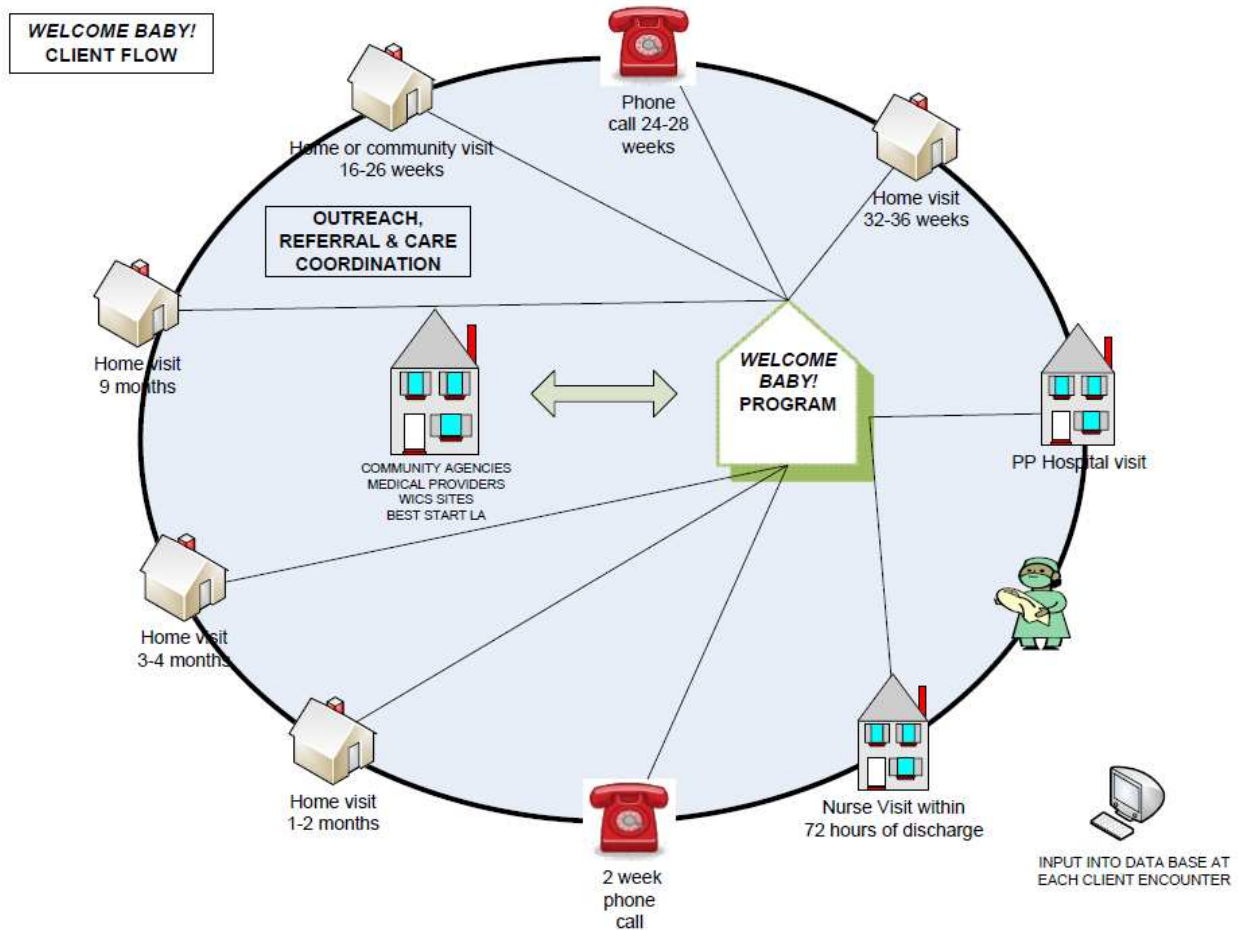 WELCOME BABY!
CLIENT FLOW
Phone
call 24-28
weeks
Home or community visit
16-26 weeks
Home visit
32-36 weeks
OUTREACH,
REFERRAL & CARE
COORDINATION
Home visit
9 months
WELCOME
BABY!
PROGRAM
PP Hospital visit
COMMUNITY AGENCIES
MEDICAL PROVIDERS
WICS SITES
BEST START LA
Home visit
3-4 months
Home visit
1-2 months
Nurse Visit within
72 hours of discharge
2 week
phone
call
INPUT INTO DATA BASE AT
EACH CLIENT ENCOUNTER